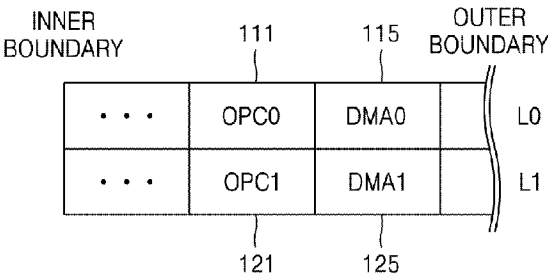 INNER BOUNDARY
111
115
OUTER BOUNDARY
... OPC0 DMA0 L0
... OPC1 DMA1 L1
121
125